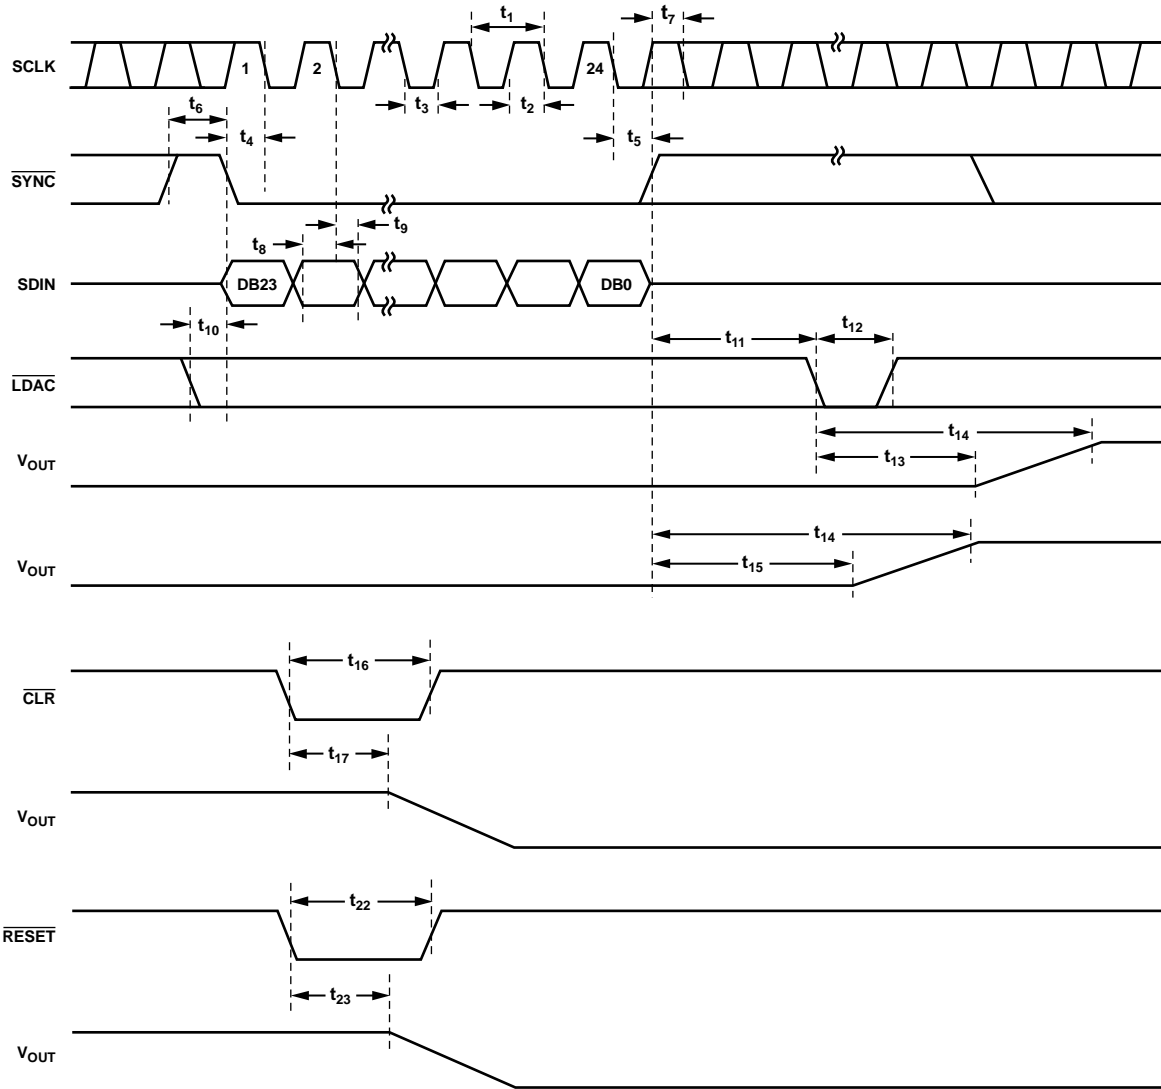 t1 t7
SCLK 1 2 24
t3 t2
t6
t4 t5
SYNC
t9
t8
SDIN DB23 DB0
t10 t11 t12
LDAC
t14
VOUT t13
t14
VOUT t15
t16
CLR
t17
VOUT
t22
RESET
t23
VOUT